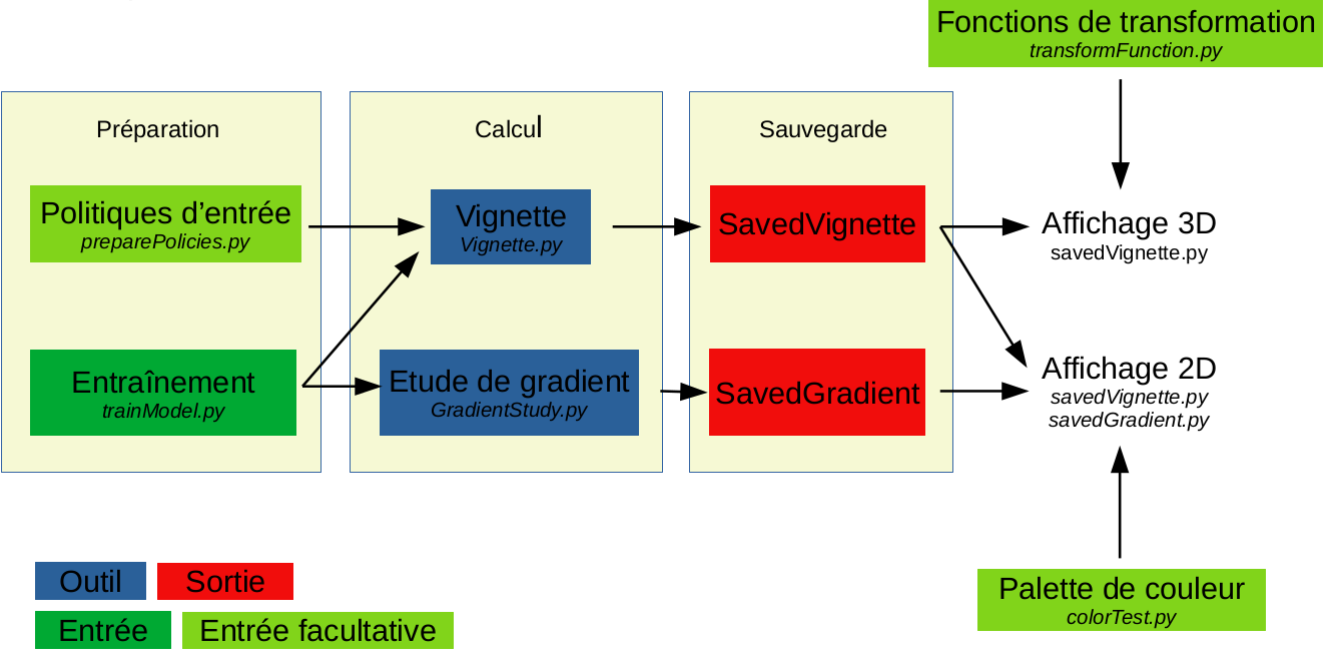 Fonctions de transformation
transformFunction.py
Préparation
Calcul
Sauvegarde
Politiques d'entrée
preparePolicies.py
Vignette
Vignette.py
SavedVignette
Affichage 3D
savedVignette.py
Entraînement
trainModel.py
Etude de gradient
GradientStudy.py
SavedGradient
Affichage 2D
savedVignette.py
savedGradient.py
Outil
Sortie
Entrée
Entrée facultative
Palette de couleur
colorTest.py